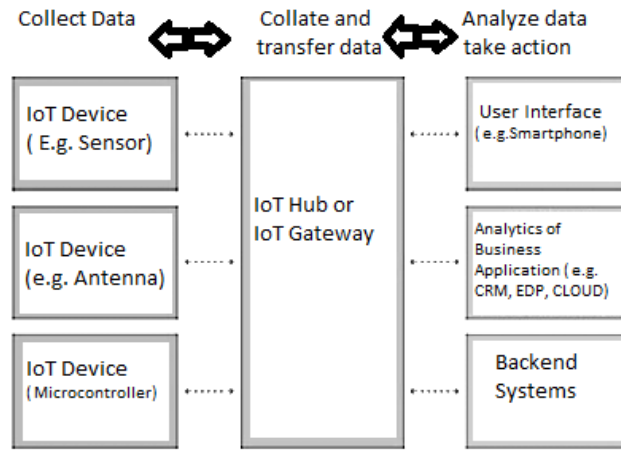 Collect Data
Collate and
transfer data
Analyze data
take action
IoT Device
( E.g. Sensor)
IoT Device
(e.g. Antenna)
IoT Device
( Microcontroller)
IoT Hub or
IoT Gateway
User Interface
( e.g.Smartphone)
Analytics of
Business
Application ( e.g.
CRM, EDP, CLOUD)
Backend
Systems